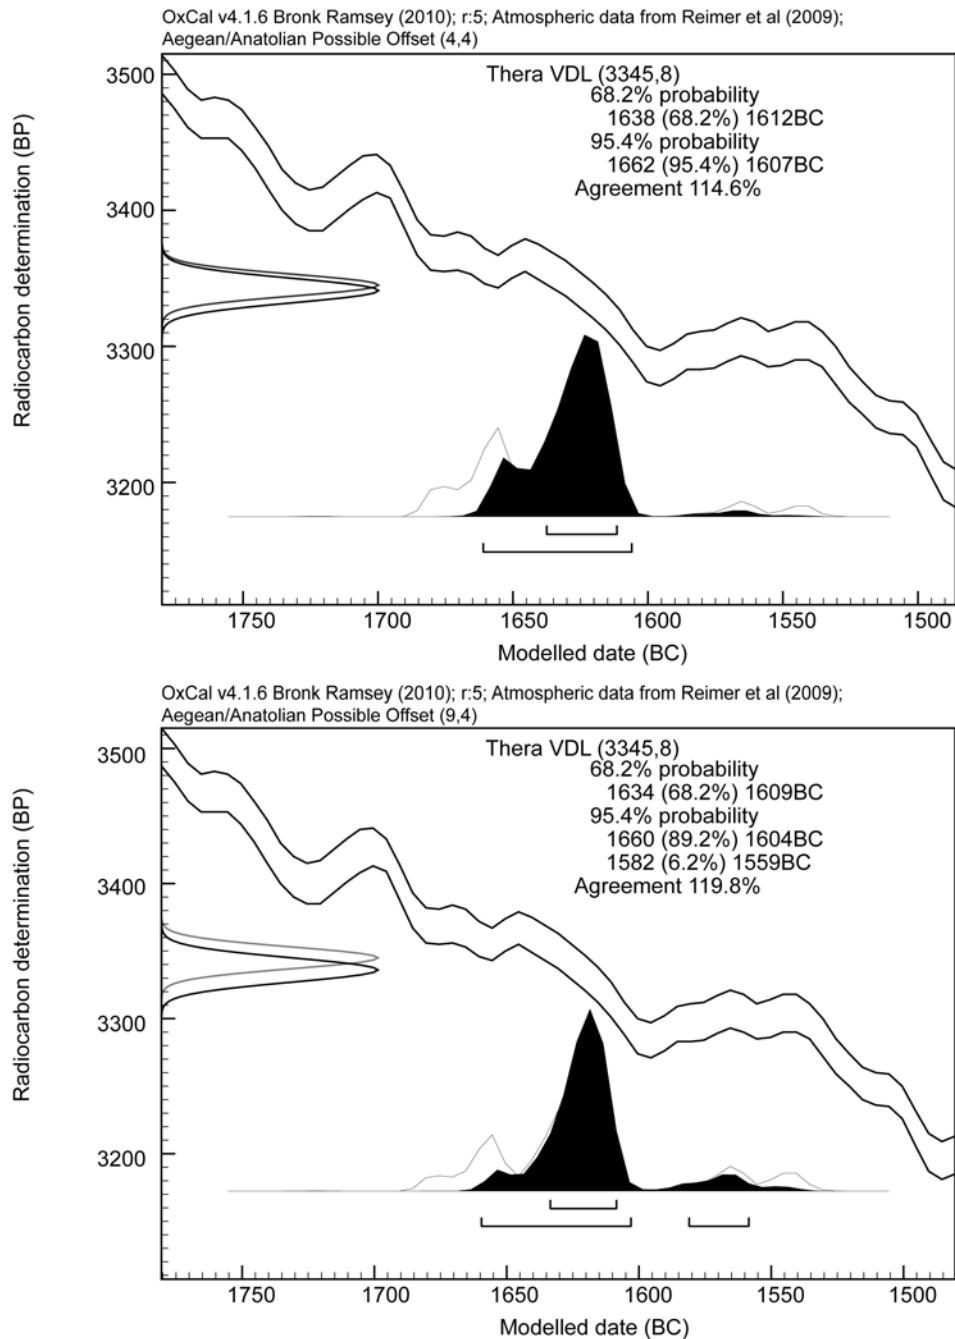 OxCal v4.1.6 Bronk Ramsey (2010); r:5; Atmospheric data from Reimer et al (2009);
Aegean/Anatolian Possible Offset (4,4)
Thera VDL (3345,8)
68.2% probability
1638 (68.2%) 1612BC
95.4% probability
1662 (95.4%) 1607BC
Agreement 114.6%
Radiocarbon determination (BP)
3500
3400
3300
3200
1750 1700 1650 1600 1550 1500
Modelled date (BC)
OxCal v4.1.6 Bronk Ramsey (2010); r:5; Atmospheric data from Reimer et al (2009);
Aegean/Anatolian Possible Offset (9,4)
Thera VDL (3345,8)
68.2% probability
1634 (68.2%) 1609BC
95.4% probability
1660 (89.2%) 1604BC
1582 (6.2%) 1559BC
Agreement 119.8%
Radiocarbon determination (BP)
3500
3400
3300
3200
1750 1700 1650 1600 1550 1500
Modelled date (BC)